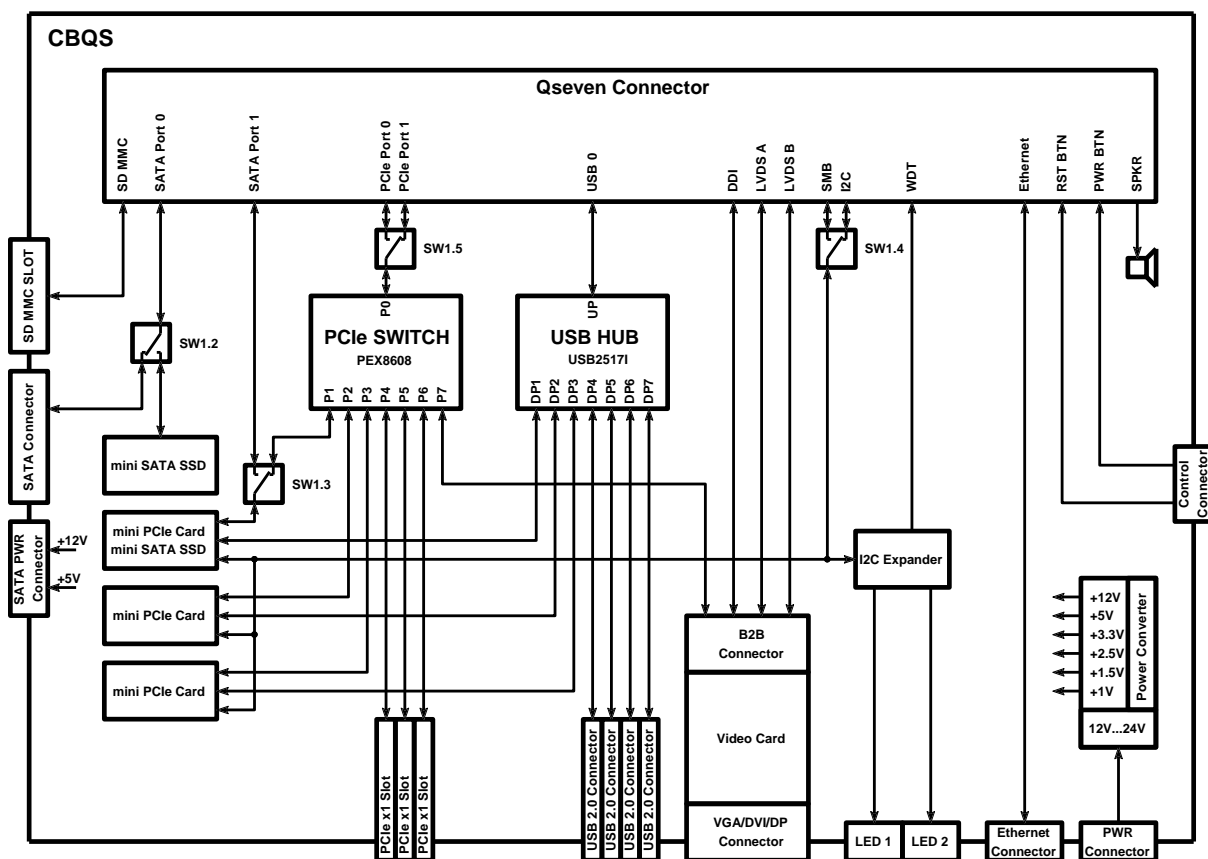 CBQS
Qseven Connector
SD MMC
SATA Port 0
SATA Port 1
PCIe Port 0
PCIe Port 1
USB 0
DDI
LVDS A
LVDS B
SMB
I2C
WDT
Ethernet
RST BTN
PWR BTN
SPKR
SW1.5
SW1.4
SD MMC SLOT
SW1.2
P0
PCIe SWITCH
PEX8608
P1
P2
P3
P4
P5
P6
P7
UP
USB HUB
USB2517I
DP1
DP2
DP3
DP4
DP5
DP6
DP7
SATA Connector
mini SATA SSD
SW1.3
Control
Connector
SATA PWR
Connector
+12V
+5V
mini PCIe Card
mini SATA SSD
I2C Expander
mini PCIe Card
mini PCIe Card
B2B
Connector
Video Card
VGA/DVI/DP
Connector
+12V
+5V
+3.3V
+2.5V
+1.5V
+1V
Power Converter
12V...24V
PCIe x1 Slot
PCIe x1 Slot
PCIe x1 Slot
USB 2.0 Connector
USB 2.0 Connector
USB 2.0 Connector
USB 2.0 Connector
LED 1
LED 2
Ethernet
Connector
PWR
Connector